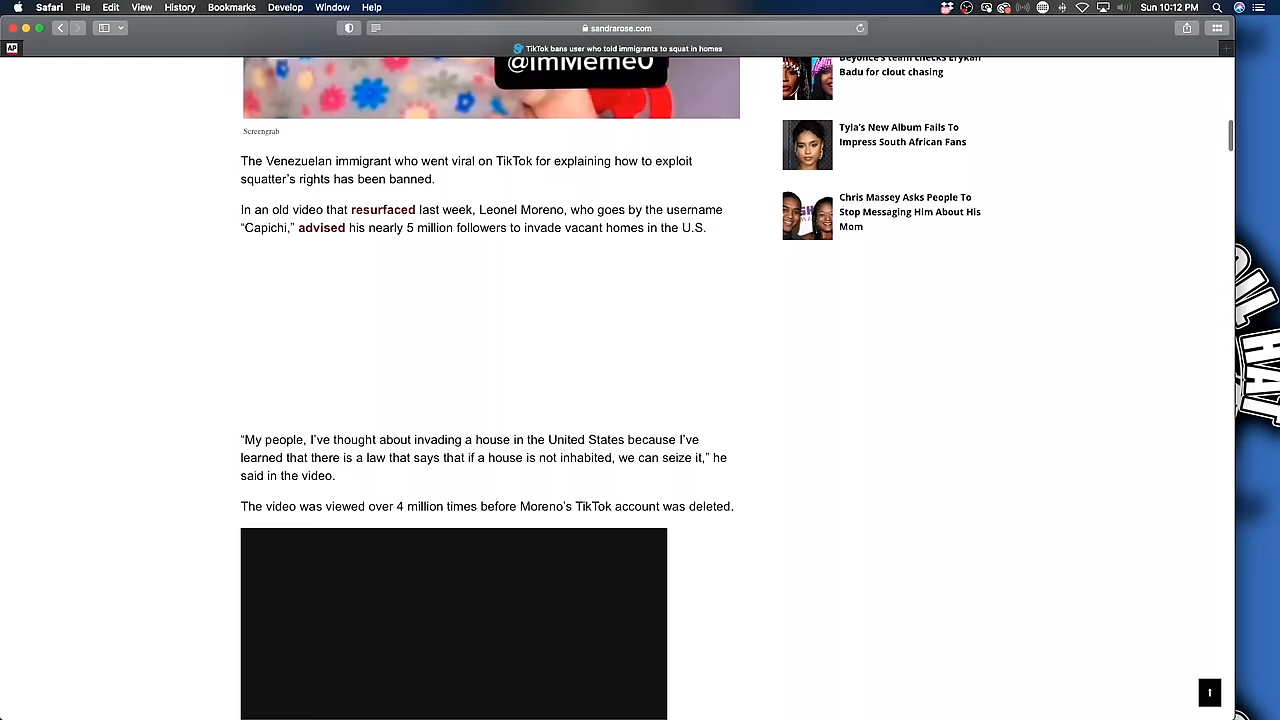 Safari File Edit View History Bookmarks Develop Window Help
Sun 10:12 PM
sandrarose.com
AP
TikTok bans user who told immigrants to squat in homes
@ImMeme0
Screengrab
The Venezuelan immigrant who went viral on TikTok for explaining how to exploit
squatter's rights has been banned.
In an old video that resurfaced last week, Leonel Moreno, who goes by the username
“Capichi,” advised his nearly 5 million followers to invade vacant homes in the U.S.
“My people, I've thought about invading a house in the United States because I've
learned that there is a law that says that if a house is not inhabited, we can seize it,” he
said in the video.
The video was viewed over 4 million times before Moreno's TikTok account was deleted.
Beyoncé's team checks Erykah
Badu for clout chasing
Tyla's New Album Fails To
Impress South African Fans
Chris Massey Asks People To
Stop Messaging Him About His
Mom
HAT